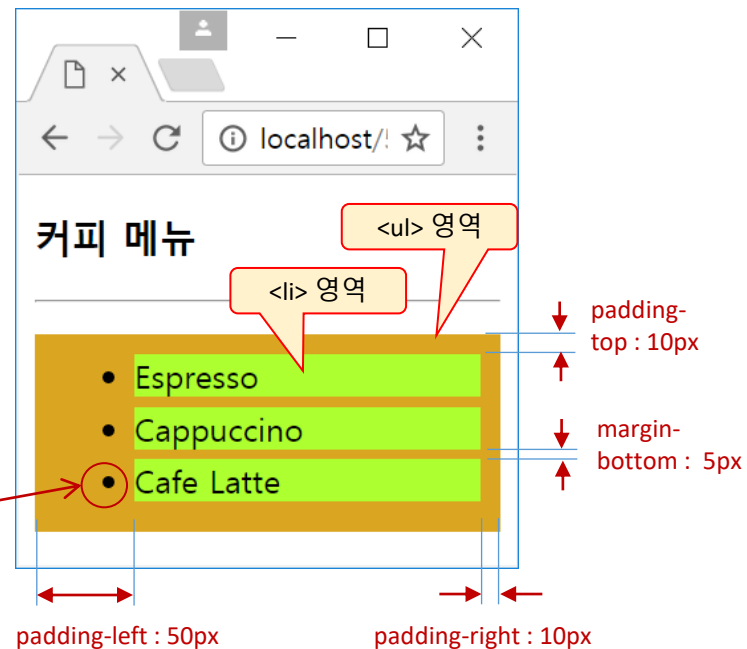 localhost/!
커피 메뉴
<ul> 영역
<li> 영역
padding-
top : 10px
• Espresso
• Cappuccino
• Cafe Latte
margin-
bottom : 5px
padding-left : 50px
padding-right : 10px